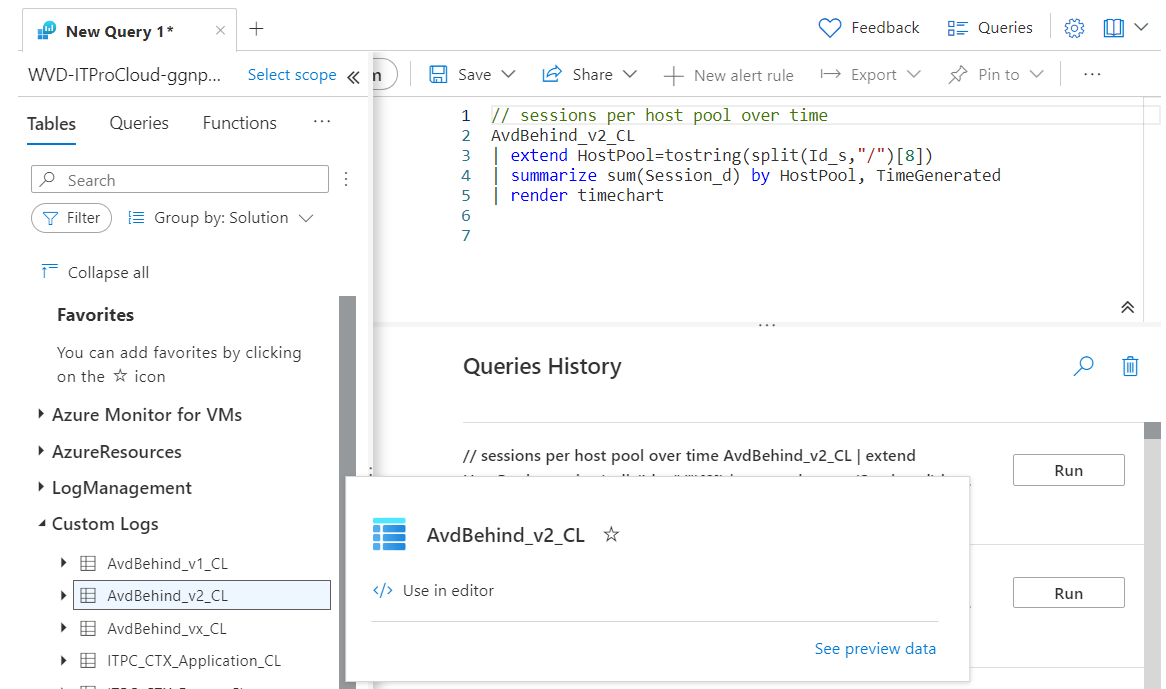 New Query 1*
Feedback
Queries
WVD-ITProCloud-ggnp...
Select scope
Save
Share
New alert rule
Export
Pin to
Tables
Queries
Functions
Search
Filter
Group by: Solution
Collapse all
Favorites
You can add favorites by clicking
on the ☆ icon
Azure Monitor for VMs
AzureResources
LogManagement
Custom Logs
AvdBehind_v1_CL
AvdBehind_v2_CL
AvdBehind_vx_CL
ITPC_CTX_Application_CL
1 // sessions per host pool over time
2 AvdBehind_v2_CL
3 | extend HostPool=tostring(split(Id_s,"/")[8])
4 | summarize sum(Session_d) by HostPool, TimeGenerated
5 | render timechart
6
7
Queries History
// sessions per host pool over time AvdBehind_v2_CL | extend
Run
AvdBehind_v2_CL ☆
</> Use in editor
See preview data
Run